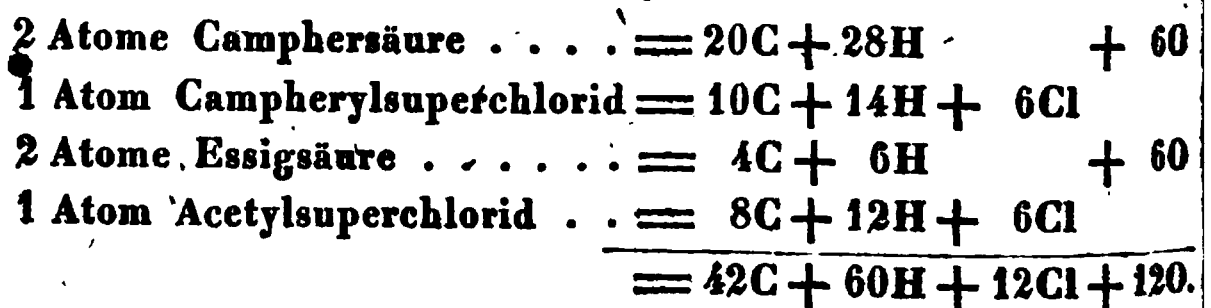 2 Atome Camphersäure . . . . = 20C + 28H + 6O
1 Atom Campherylsuperchlorid = 10C + 14H + 6Cl
2 Atome Essigsäure . . . . . . = 4C + 6H + 6O
1 Atom Acetylsuperchlorid . . = 8C + 12H + 6Cl
= 42C + 60H + 12Cl + 12O.